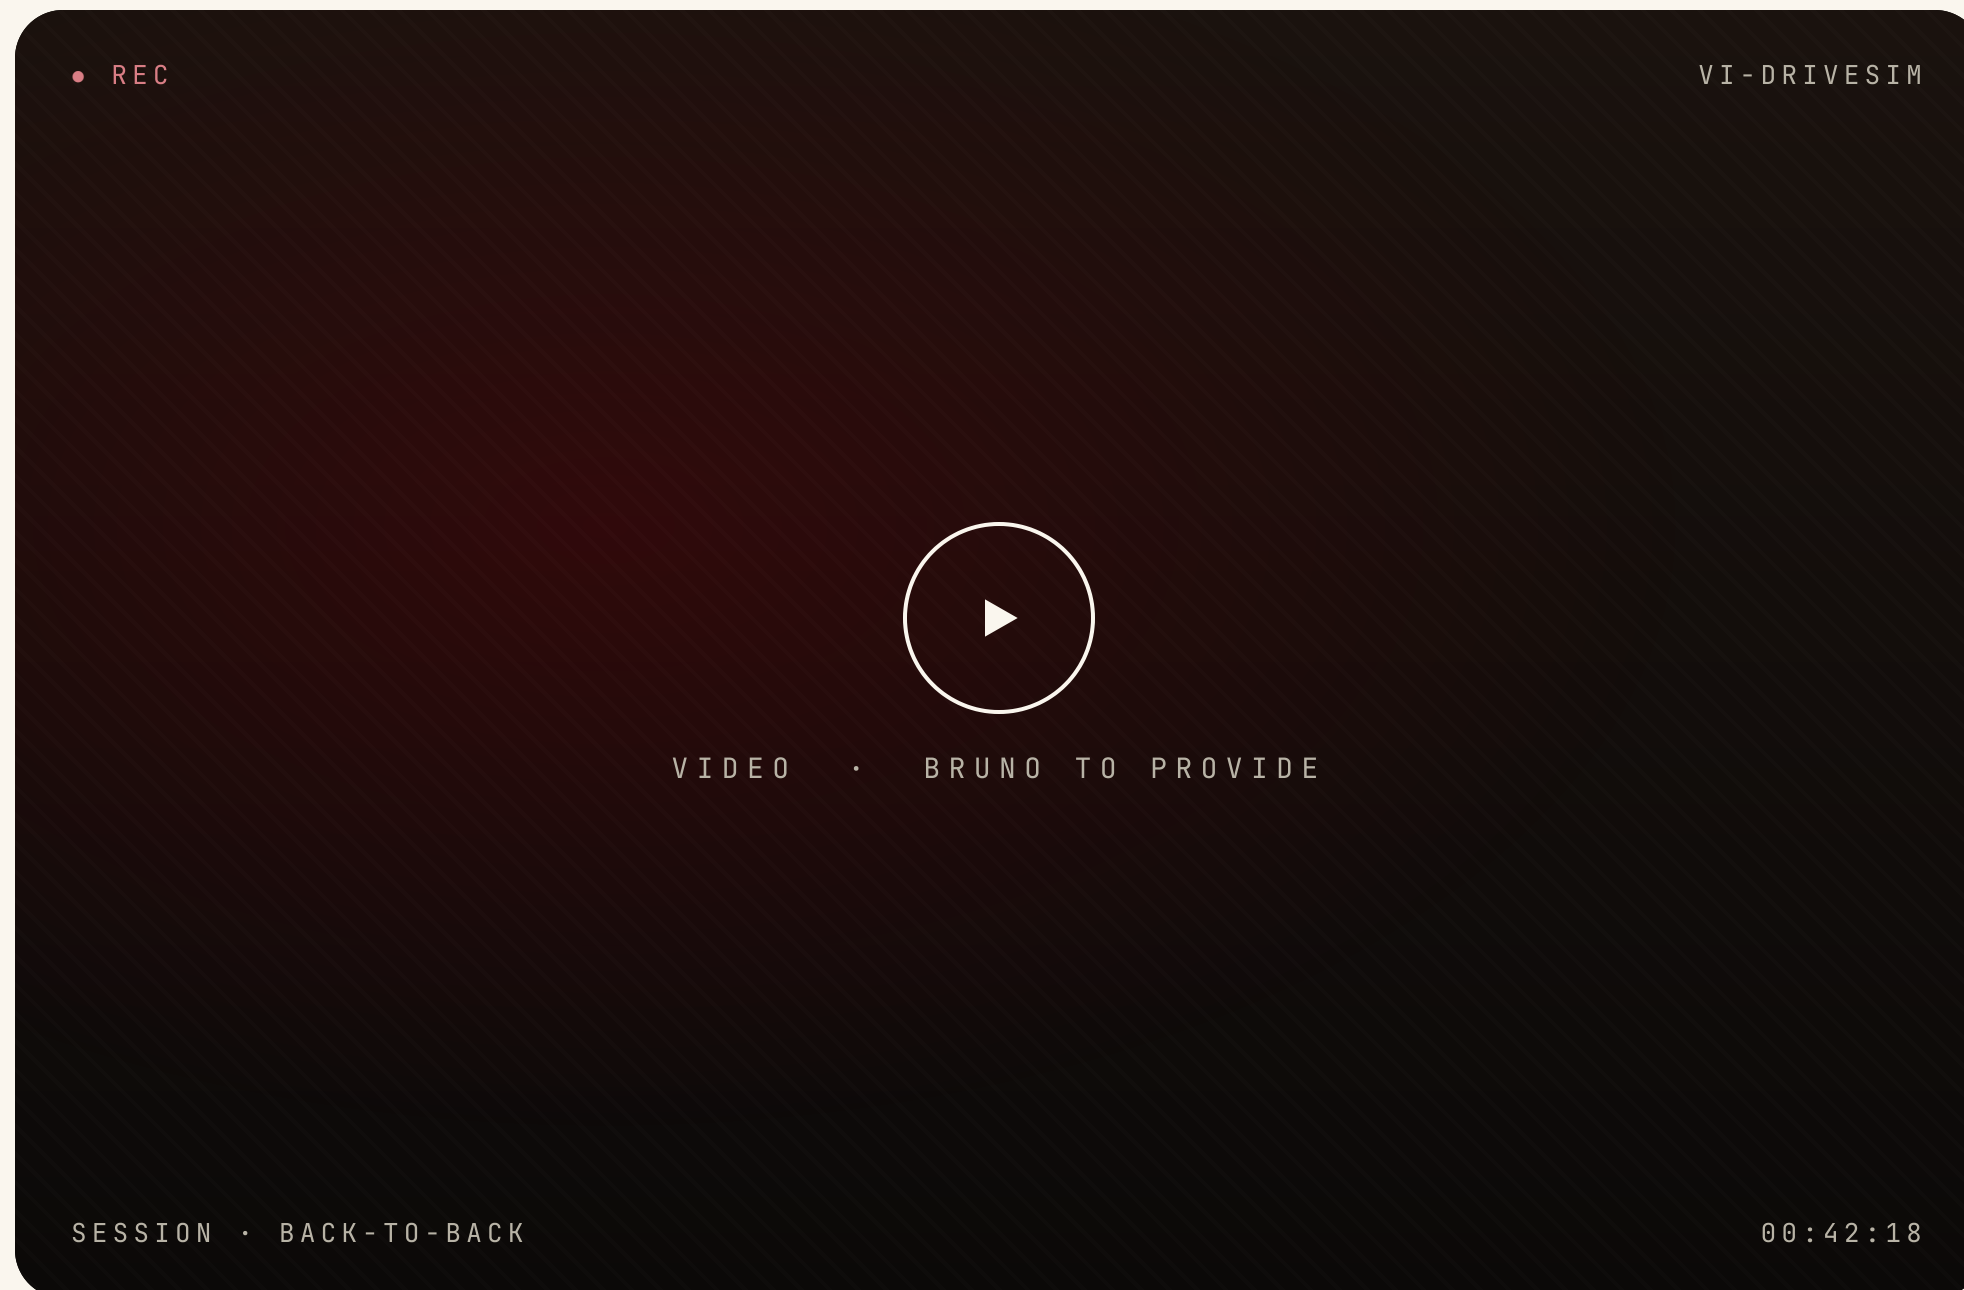 ● REC
VI-DRIVESIM
VIDEO · BRUNO TO PROVIDE
SESSION · BACK-TO-BACK
00:42:18